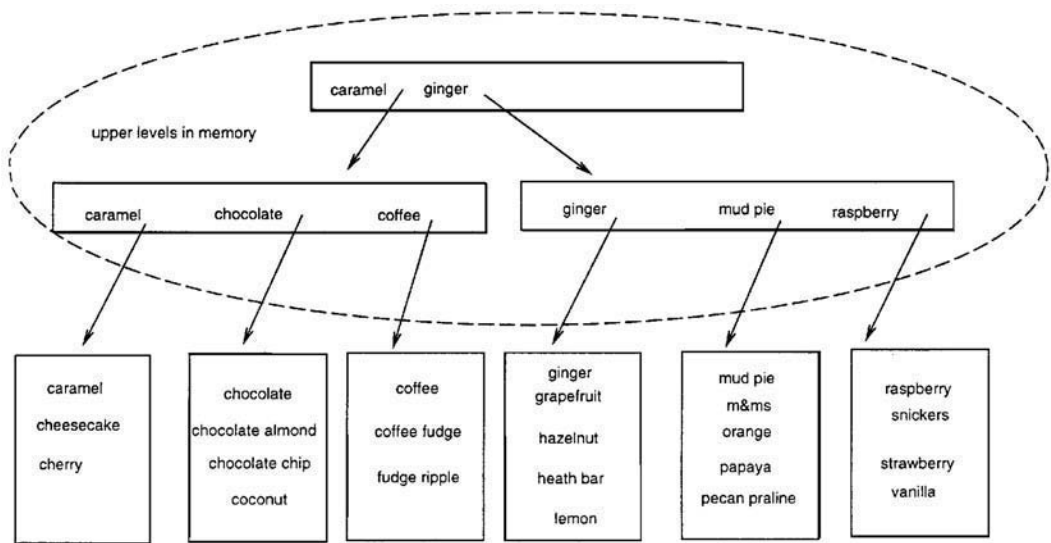 caramel ginger
upper levels in memory
caramel chocolate coffee
ginger mud pie raspberry
caramel
cheesecake
cherry
chocolate
chocolate almond
chocolate chip
coconut
coffee
coffee fudge
fudge ripple
ginger
grapefruit
hazelnut
heath bar
lemon
mud pie
m&ms
orange
papaya
pecan praline
raspberry
snickers
strawberry
vanilla